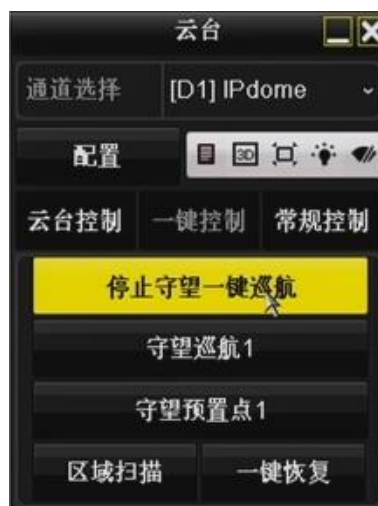 云台
通道选择 [D1] IPdome
配置 3D
云台控制 一键控制 常规控制
停止守望一键巡航
守望巡航1
守望预置点1
区域扫描 一键恢复